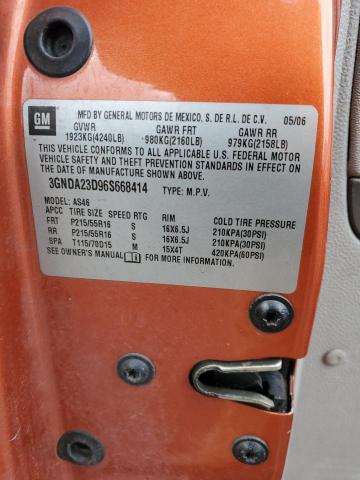 GM
MFD BY GENERAL MOTORS DE MEXICO, S. DE R.L. DE C.V. 05/06
GVWR GAWR FRT GAWR RR
1923KG(4240LB) 980KG(2160LB) 979KG(2158LB)
THIS VEHICLE CONFORMS TO ALL APPLICABLE U.S. FEDERAL MOTOR
VEHICLE SAFETY AND THEFT PREVENTION STANDARDS IN EFFECT ON
THE DATE OF MANUFACTURE SHOWN ABOVE.
3GNDA23D96S668414 TYPE: M.P.V.
MODEL: AS46
APCC TIRE SIZE SPEED RTG RIM COLD TIRE PRESSURE
FRT P215/55R16 S 16X6.5J 210KPA(30PSI)
RR P215/55R16 S 16X6.5J 210KPA(30PSI)
SPA T115/70D15 M 15X4T 420KPA(60PSI)
SEE OWNER'S MANUAL FOR MORE INFORMATION